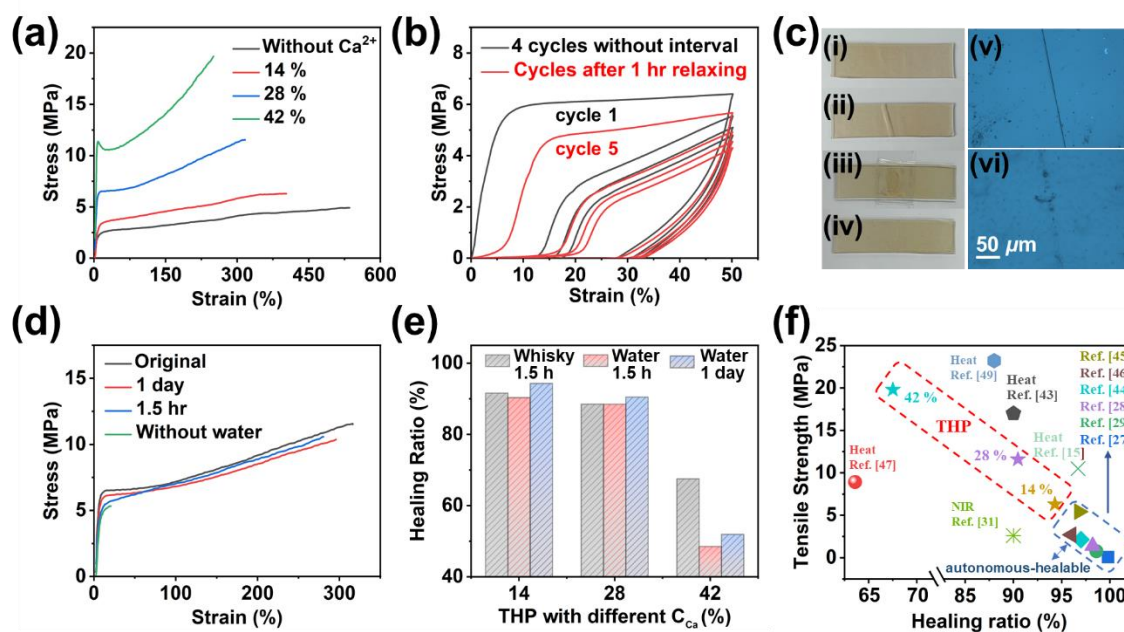 (a)
Stress (MPa)
20
15
10
5
0
Without Ca²⁺
14 %
28 %
42 %
0 150 300 450 600
Strain (%)
(b)
Stress (MPa)
8
6
4
2
0
4 cycles without interval
Cycles after 1 hr relaxing
cycle 1
cycle 5
0 10 20 30 40 50
Strain (%)
(c)
(i)
(ii)
(iii)
(iv)
(v)
(vi)
50 μm
(d)
Stress (MPa)
15
10
5
0
Original
1 day
1.5 hr
Without water
0 100 200 300 400
Strain (%)
(e)
Healing Ratio (%)
100
80
60
40
Whisky
1.5 h
Water
1.5 h
Water
1 day
14 28 42
THP with different C_Ca (%)
(f)
Tensile Strength (MPa)
25
20
15
10
5
0
Heat
Ref. [49]
Heat
Ref. [43]
Ref. [45]
Ref. [46]
Ref. [44]
Ref. [28]
Ref. [29]
Ref. [27]
42 %
THP
Heat
Ref. [15]
28 %
Heat
Ref. [47]
14 %
NIR
Ref. [31]
autonomous-healable
65 70 85 90 95 100
Healing ratio (%)